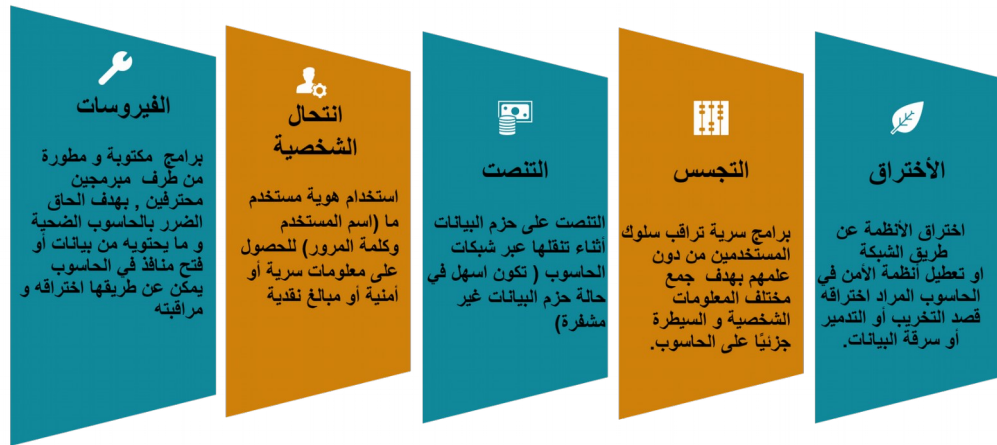 الأختراق
اختراق الأنظمة عن
طريق الشبكة
او تعطيل أنظمة الأمن في
الحاسوب المراد اختراقه
قصد التخريب أو التدمير
أو سرقة البيانات.
التجسس
برامج سرية تراقب سلوك
المستخدمين من دون
علمهم بهدف جمع
مختلف المعلومات
الشخصية و السيطرة
جزئيًا على الحاسوب.
التنصت
التنصت على حزم البيانات
أثناء تنقلها عبر شبكات
الحاسوب ( تكون اسهل في
حالة حزم البيانات غير
مشفرة)
انتحال
الشخصية
استخدام هوية مستخدم
ما (اسم المستخدم
وكلمة المرور) للحصول
على معلومات سرية أو
أمنية أو مبالغ نقدية
الفيروسات
برامج مكتوبة و مطورة
من طرف مبرمجين
محترفين , بهدف الحاق
الضرر بالحاسوب الضحية
و ما يحتويه من بيانات أو
فتح منافذ في الحاسوب
يمكن عن طريقها اختراقه و
مراقبته